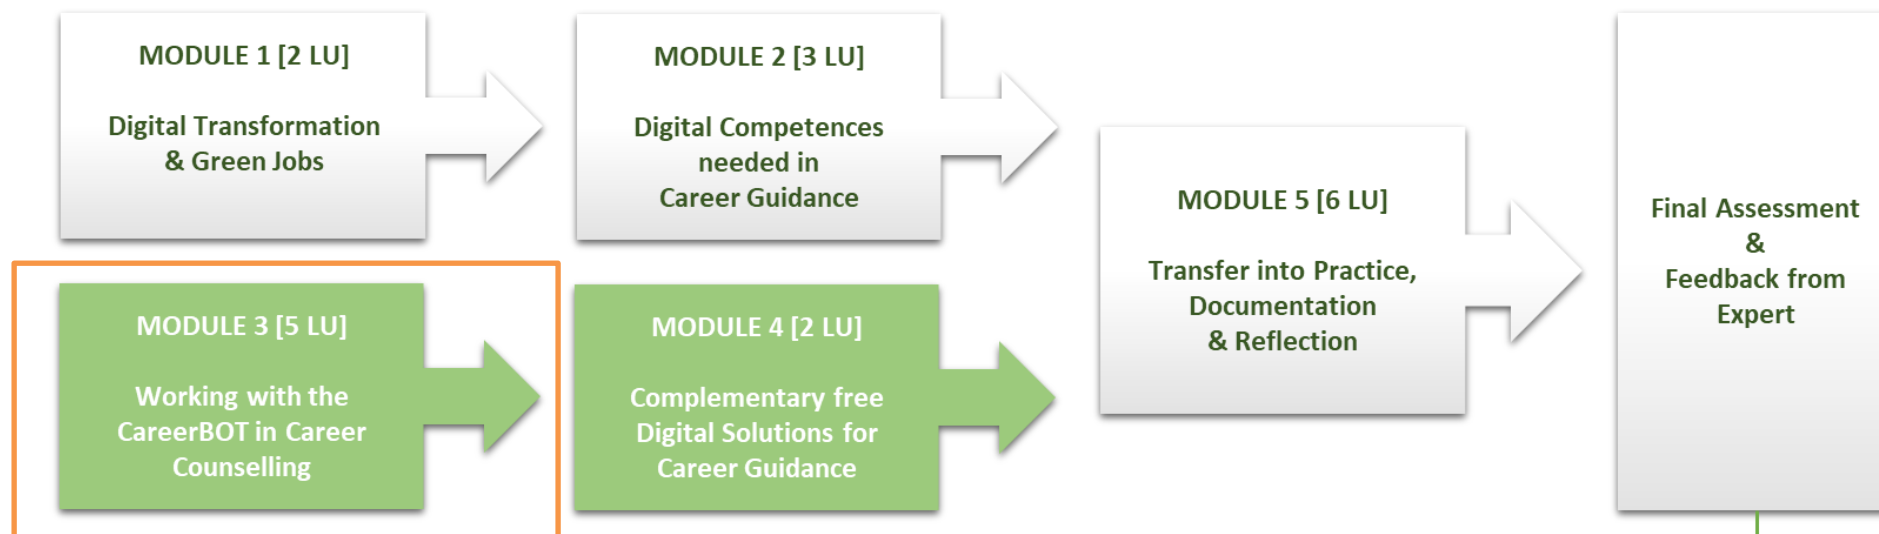 MODULE 1 [2 LU]
Digital Transformation
& Green Jobs
MODULE 2 [3 LU]
Digital Competences
needed in
Career Guidance
MODULE 3 [5 LU]
Working with the
CareerBOT in Career
Counselling
MODULE 4 [2 LU]
Complementary free
Digital Solutions for
Career Guidance
MODULE 5 [6 LU]
Transfer into Practice,
Documentation
& Reflection
Final Assessment
&
Feedback from
Expert